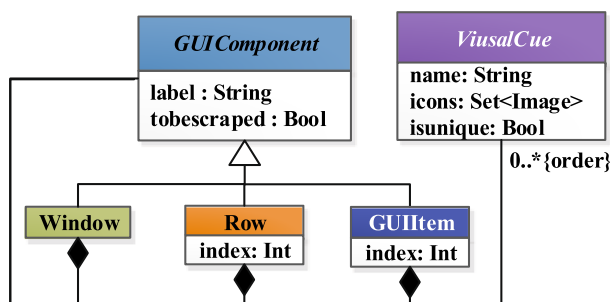 GUIComponent
label : String
tobescraped : Bool
ViusalCue
name: String
icons: Set<Image>
isunique: Bool
0..*{order}
Window
Row
index: Int
GUIItem
index: Int